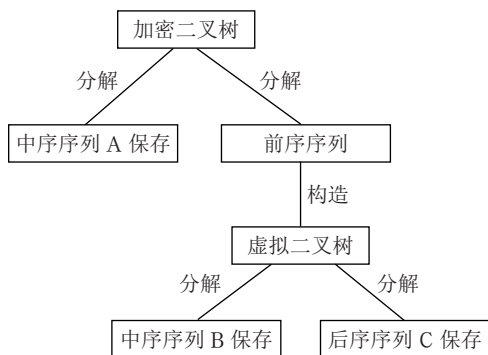 加密二叉树
分解
分解
中序序列 A 保存
前序序列
构造
虚拟二叉树
分解
分解
中序序列 B 保存
后序序列 C 保存